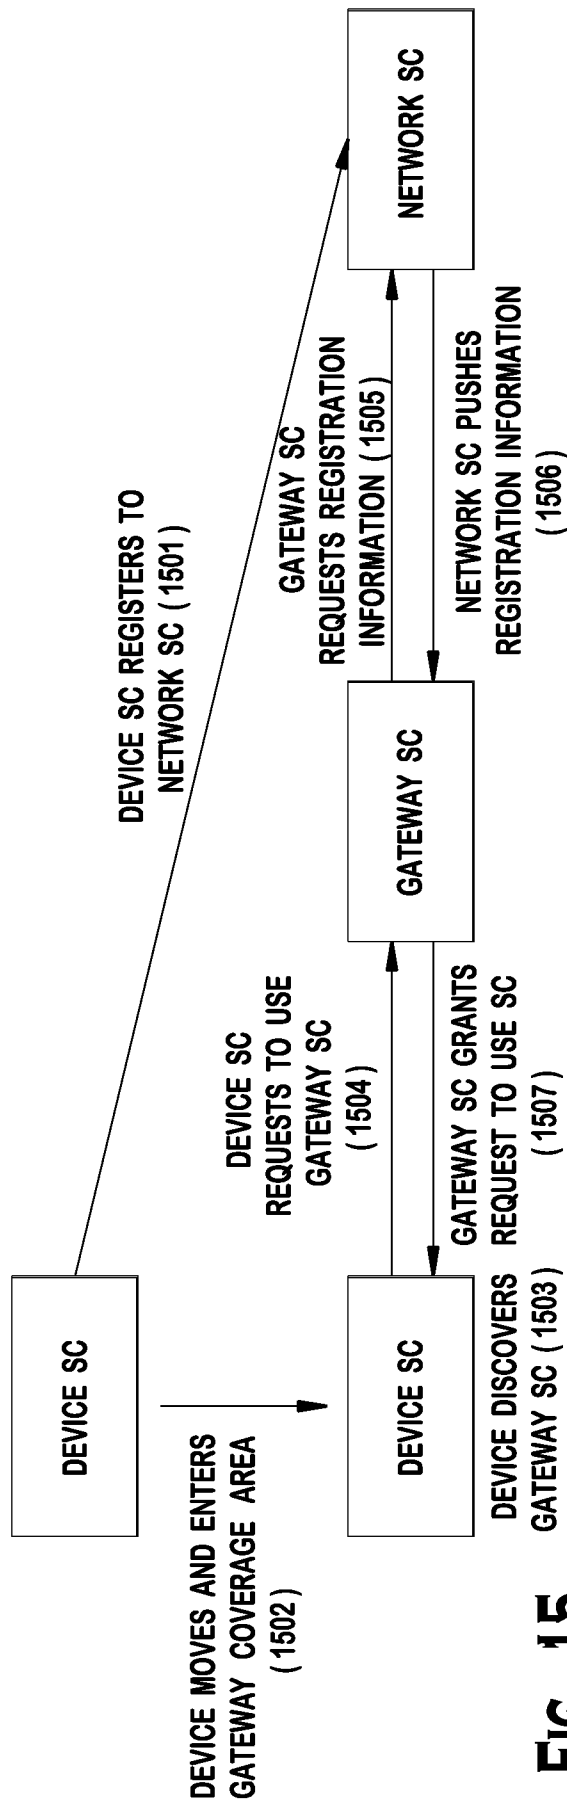 DEVICE SC
DEVICE SC REGISTERS TO
NETWORK SC (1501)
DEVICE MOVES AND ENTERS
GATEWAY COVERAGE AREA
(1502)
DEVICE SC
REQUESTS TO USE
GATEWAY SC
(1504)
GATEWAY SC
REQUESTS REGISTRATION
INFORMATION (1505)
DEVICE SC
GATEWAY SC
NETWORK SC
DEVICE DISCOVERS
GATEWAY SC (1503)
GATEWAY SC GRANTS
REQUEST TO USE SC
(1507)
NETWORK SC PUSHES
REGISTRATION INFORMATION
(1506)
FIG. 15